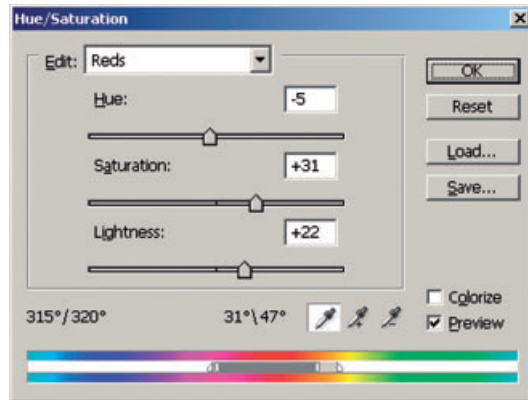 Hue/Saturation
Edit: Reds
OK
Hue: -5
Reset
Saturation: +31
Load...
Save...
Lightness: +22
Colorize
315°/320° 31°\47°
Preview